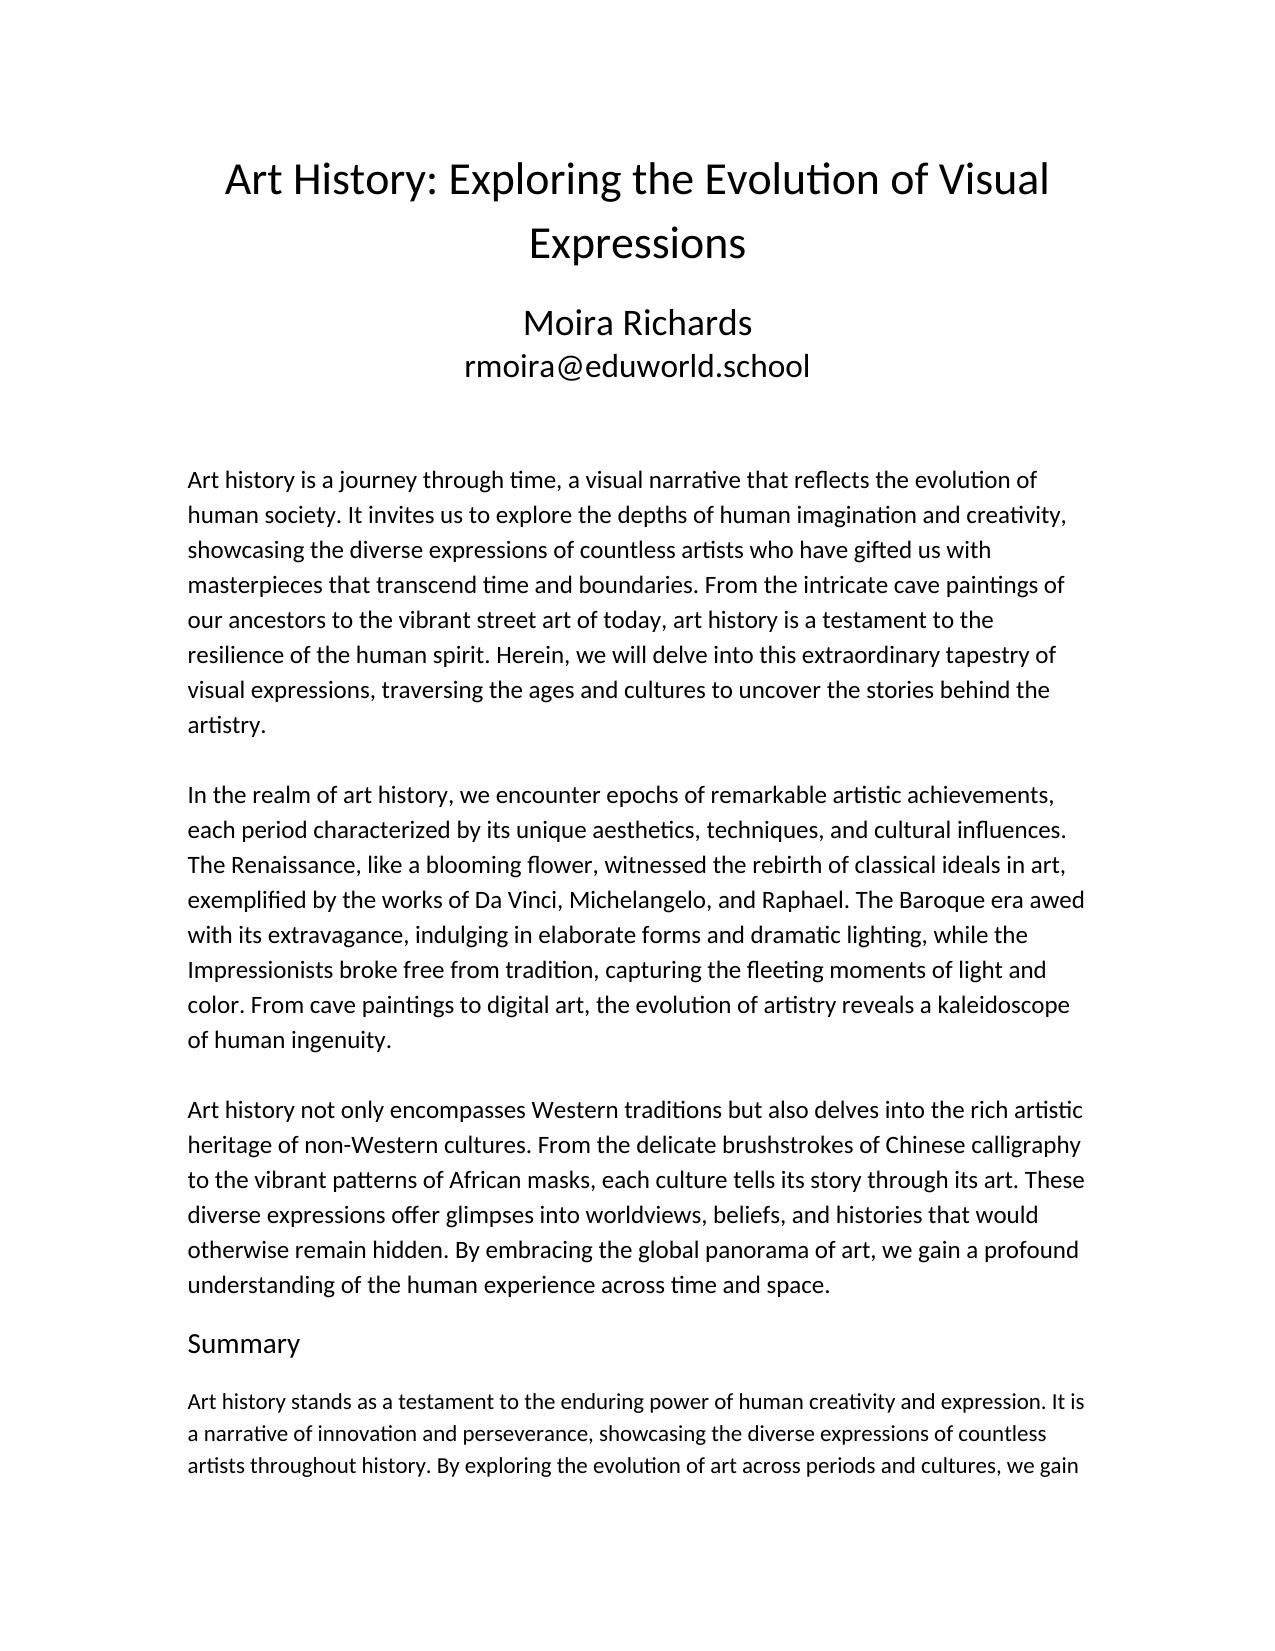 Art History: Exploring the Evolution of Visual
Expressions
Moira Richards
rmoira@eduworld.school
Art history is a journey through time, a visual narrative that reflects the evolution of
human society. It invites us to explore the depths of human imagination and creativity,
showcasing the diverse expressions of countless artists who have gifted us with
masterpieces that transcend time and boundaries. From the intricate cave paintings of
our ancestors to the vibrant street art of today, art history is a testament to the
resilience of the human spirit. Herein, we will delve into this extraordinary tapestry of
visual expressions, traversing the ages and cultures to uncover the stories behind the
artistry.
In the realm of art history, we encounter epochs of remarkable artistic achievements,
each period characterized by its unique aesthetics, techniques, and cultural influences.
The Renaissance, like a blooming flower, witnessed the rebirth of classical ideals in art,
exemplified by the works of Da Vinci, Michelangelo, and Raphael. The Baroque era awed
with its extravagance, indulging in elaborate forms and dramatic lighting, while the
Impressionists broke free from tradition, capturing the fleeting moments of light and
color. From cave paintings to digital art, the evolution of artistry reveals a kaleidoscope
of human ingenuity.
Art history not only encompasses Western traditions but also delves into the rich artistic
heritage of non-Western cultures. From the delicate brushstrokes of Chinese calligraphy
to the vibrant patterns of African masks, each culture tells its story through its art. These
diverse expressions offer glimpses into worldviews, beliefs, and histories that would
otherwise remain hidden. By embracing the global panorama of art, we gain a profound
understanding of the human experience across time and space.
Summary
Art history stands as a testament to the enduring power of human creativity and expression. It is
a narrative of innovation and perseverance, showcasing the diverse expressions of countless
artists throughout history. By exploring the evolution of art across periods and cultures, we gain